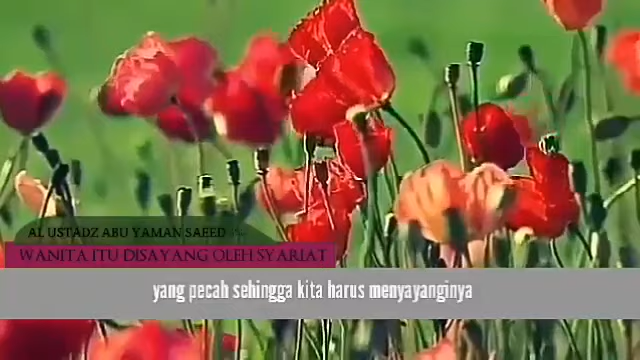 AL USTADZ ABU YAMAN SAEED
WANITA ITU DISAYANG OLEH SYARIAT
yang pecah sehingga kita harus menyayanginya